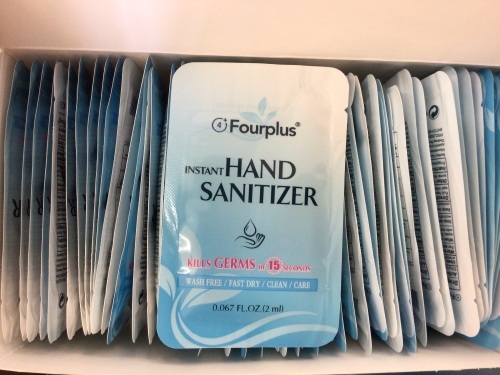 4+ Fourplus®
INSTANT HAND
SANITIZER
KILLS GERMS IN 15 SECONDS
WASH FREE / FAST DRY / CLEAN / CARE
0.067 FL.OZ.(2 ml)